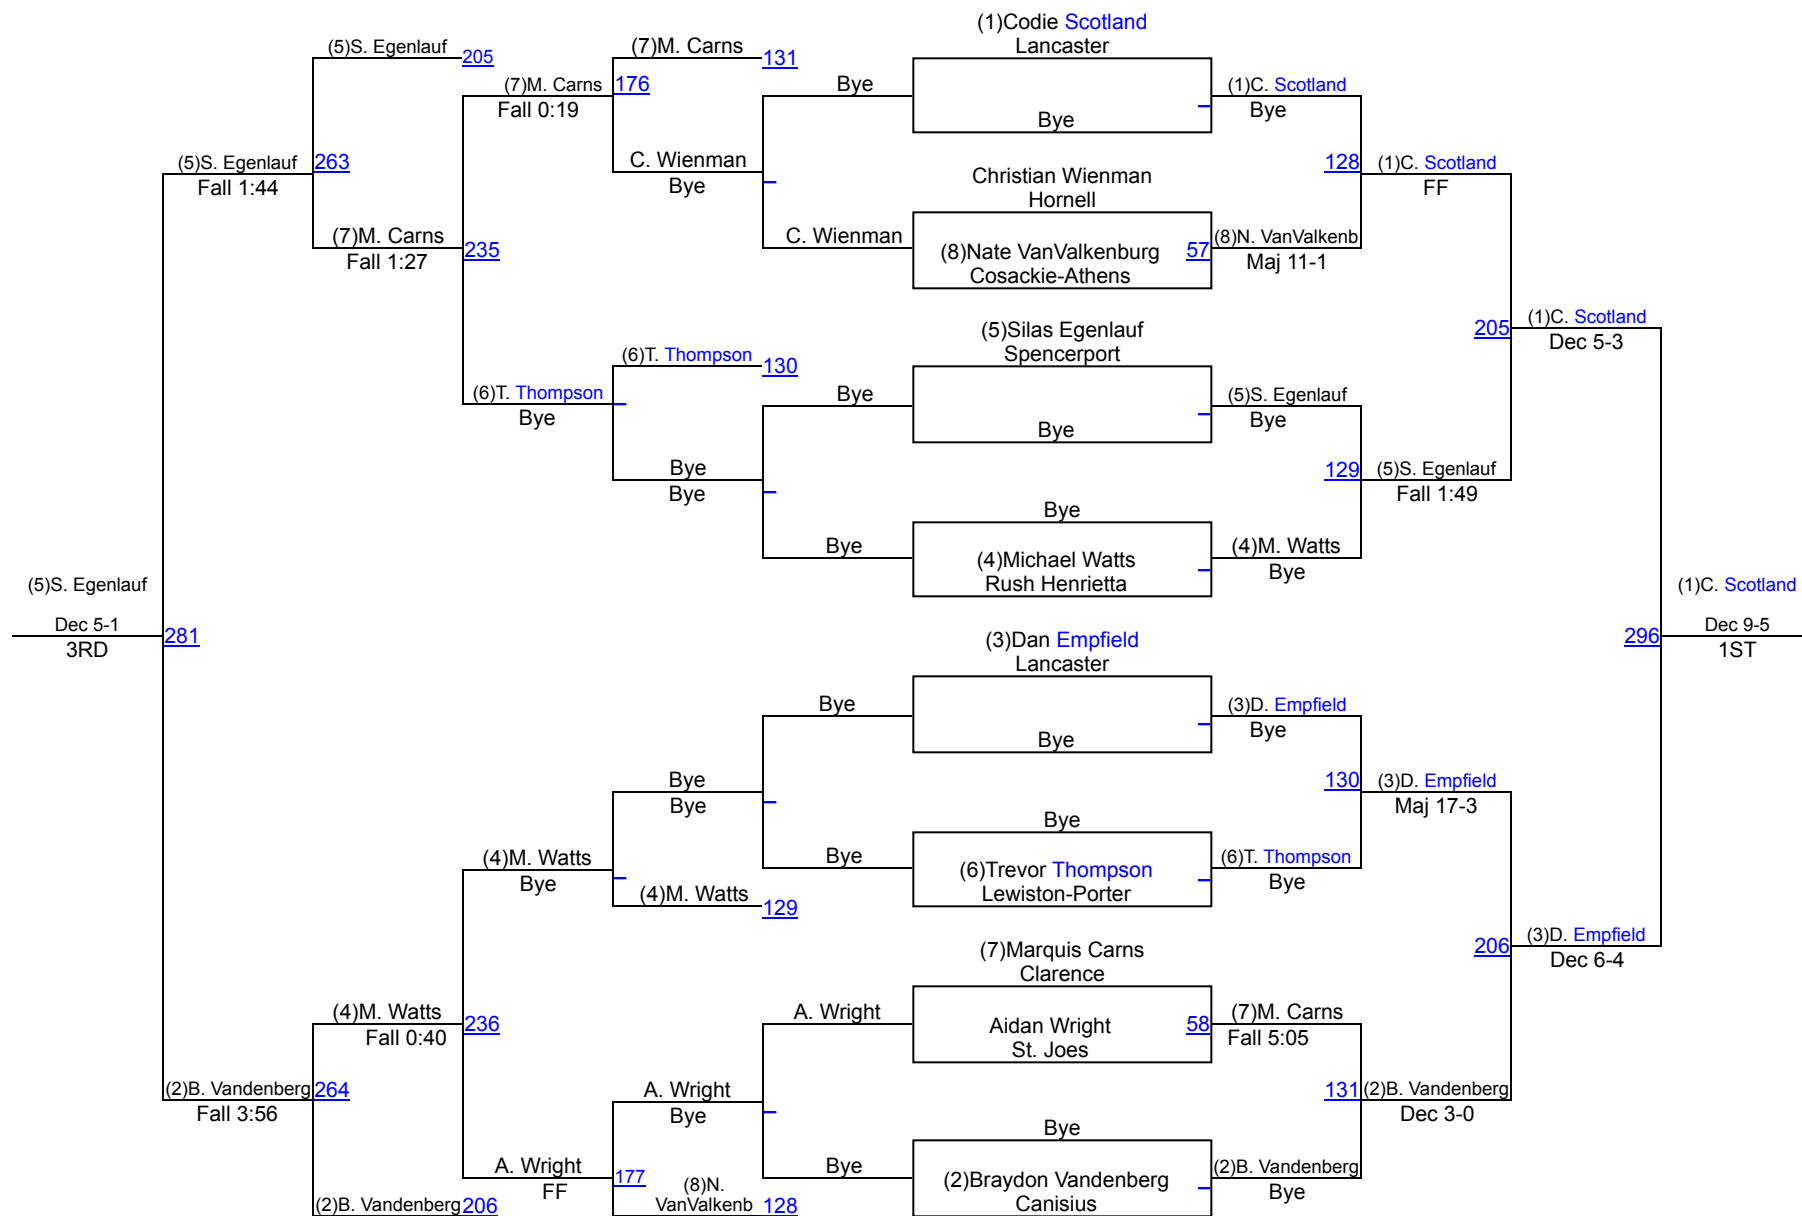 (1)Codie Scotland
Lancaster
(5)S. Egenlauf
205
(7)M. Carns
131
(7)M. Carns
176
Fall 0:19
Bye
Bye
(1)C. Scotland
Bye
(5)S. Egenlauf
263
Fall 1:44
C. Wienman
Bye
Christian Wienman
Hornell
128
(1)C. Scotland
FF
(7)M. Carns
235
Fall 1:27
C. Wienman
(8)Nate VanValkenburg
57
Cosackie-Athens
(8)N. VanValkenb
Maj 11-1
(5)Silas Egenlauf
Spencerport
205
(1)C. Scotland
Dec 5-3
(6)T. Thompson
130
(6)T. Thompson
Bye
Bye
Bye
(5)S. Egenlauf
Bye
Bye
Bye
129
(5)S. Egenlauf
Fall 1:49
Bye
Bye
(4)Michael Watts
Rush Henrietta
(4)M. Watts
Bye
(5)S. Egenlauf
Dec 5-1
281
3RD
(1)C. Scotland
296
Dec 9-5
1ST
(3)Dan Empfield
Lancaster
Bye
Bye
(3)D. Empfield
Bye
Bye
Bye
130
(3)D. Empfield
Maj 17-3
Bye
(4)M. Watts
Bye
Bye
(6)Trevor Thompson
Lewiston-Porter
(6)T. Thompson
Bye
(4)M. Watts
129
206
(3)D. Empfield
Dec 6-4
(7)Marquis Carns
Clarence
(4)M. Watts
236
Fall 0:40
A. Wright
Aidan Wright
58
St. Joes
(7)M. Carns
Fall 5:05
(2)B. Vandenberg
264
Fall 3:56
A. Wright
Bye
131
(2)B. Vandenberg
Dec 3-0
Bye
A. Wright
177
FF
Bye
(2)Braydon Vandenberg
Canisius
(2)B. Vandenberg
Bye
(2)B. Vandenberg
206
(8)N.
VanValkenb
128